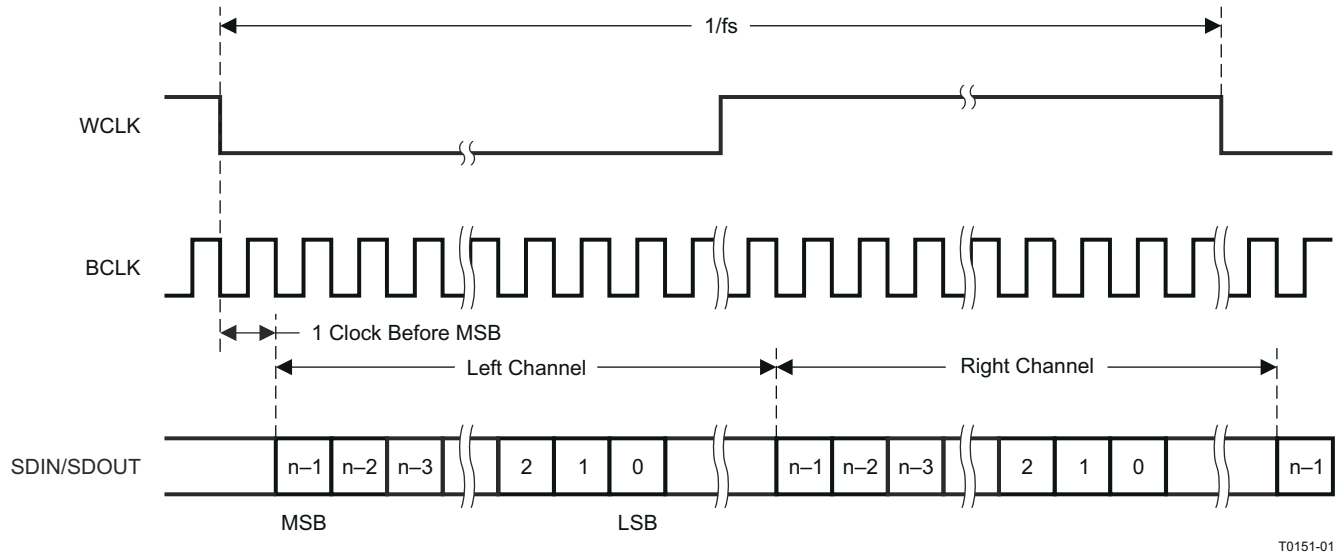 1/fs
WCLK
BCLK
1 Clock Before MSB
Left Channel
Right Channel
SDIN/SDOUT
n–1 n–2 n–3 2 1 0 n–1 n–2 n–3 2 1 0 n–1
MSB LSB
T0151-01